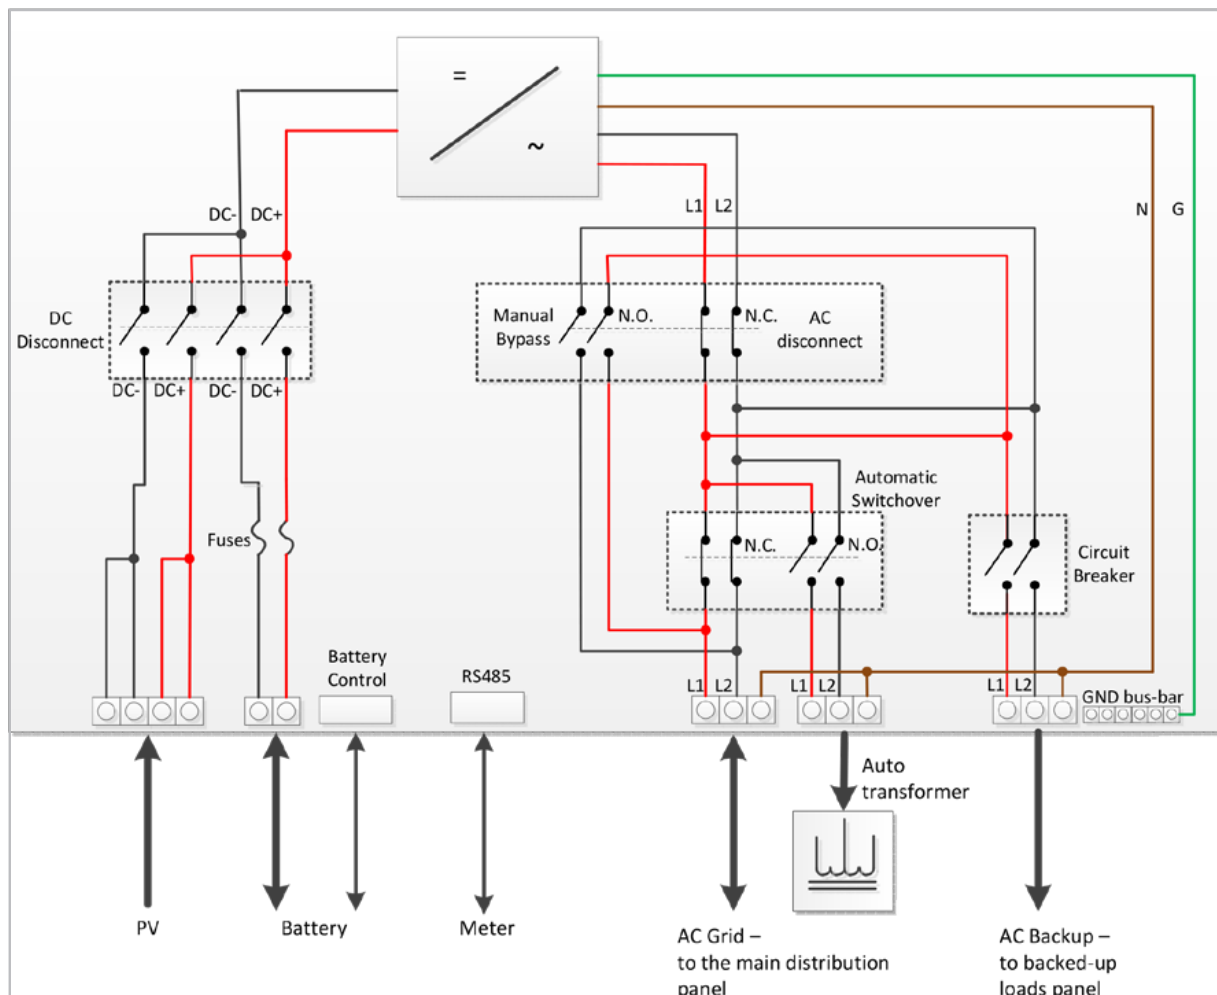 =
~
DC- DC+
L1 L2
N G
DC
Disconnect
Manual
Bypass
N.O.
N.C.
AC
disconnect
DC- DC+ DC- DC+
Automatic
Switchover
Fuses
N.C.
N.O.
Circuit
Breaker
Battery
Control
RS485
L1 L2
L1 L2
L1 L2
GND bus-bar
Auto
transformer
PV
Battery
Meter
AC Grid –
to the main distribution
panel
AC Backup –
to backed-up
loads panel